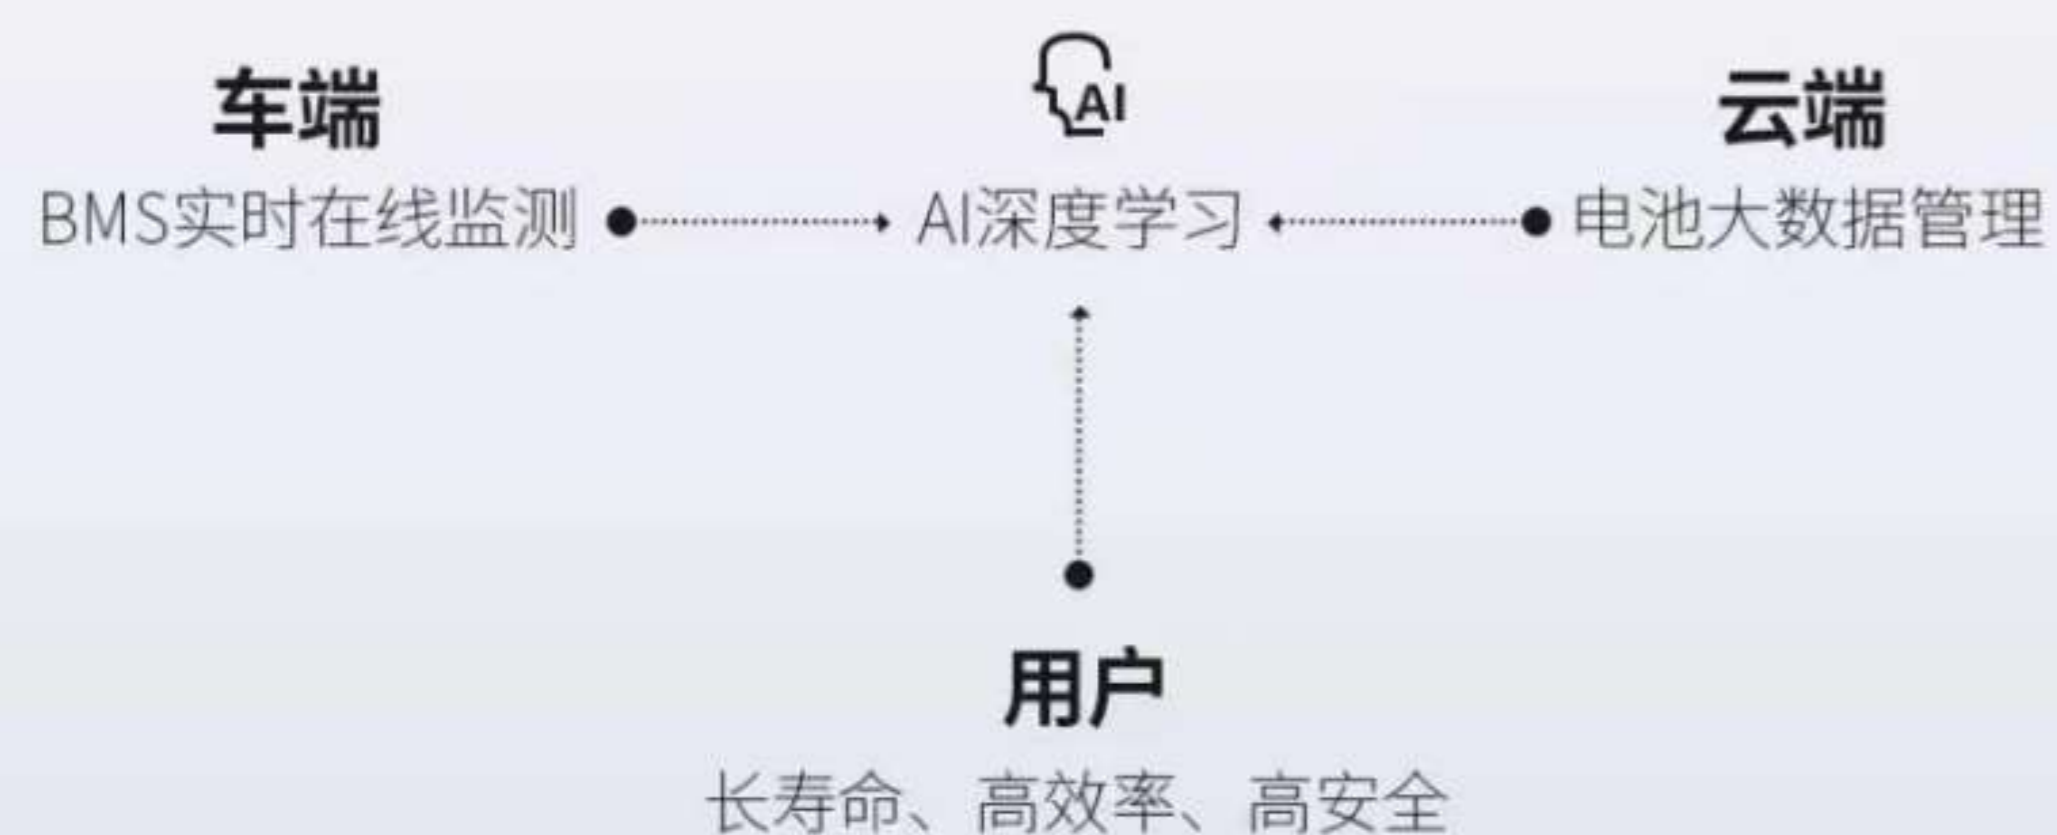 车端
AI
云端
BMS实时在线监测
AI深度学习
电池大数据管理
用户
长寿命、高效率、高安全